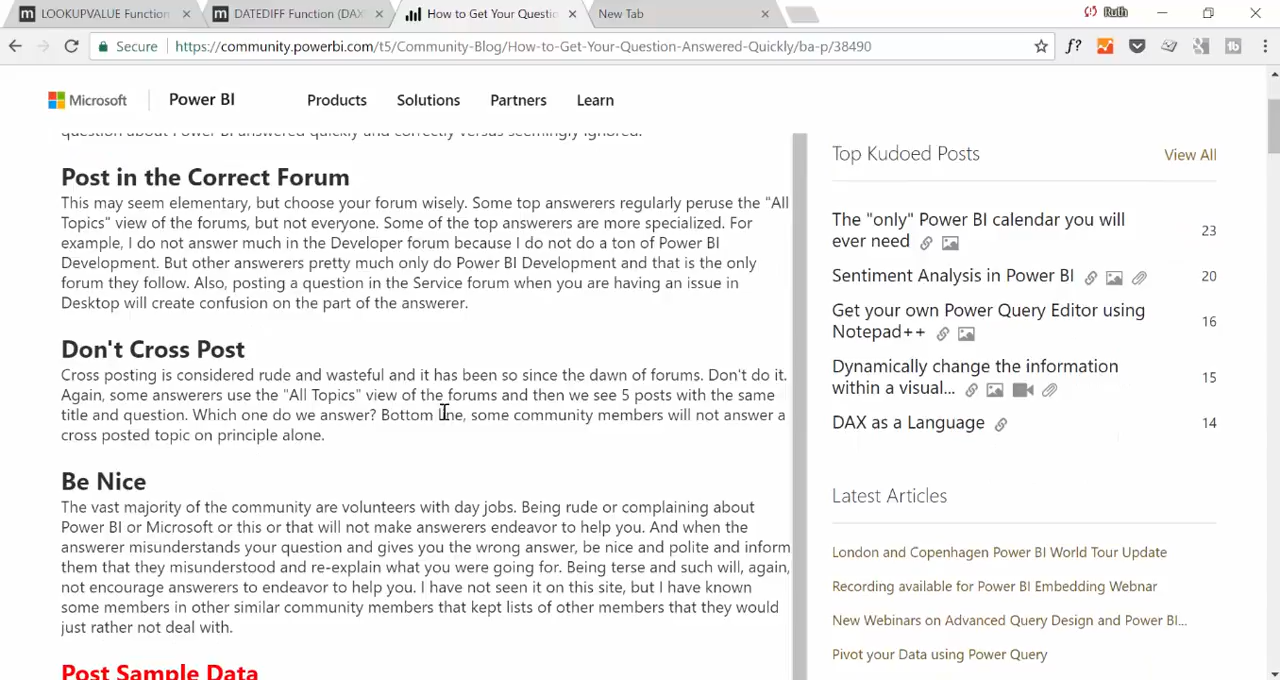 LOOKUPVALUE Function
DATEDIFF Function (DAX
How to Get Your Questio
New Tab
Ruth
Secure
https://community.powerbi.com/t5/Community-Blog/How-to-Get-Your-Question-Answered-Quickly/ba-p/38490
f?
Microsoft
Power BI
Products
Solutions
Partners
Learn
question about Power BI answered quickly and correctly versus seemingly ignored.
Post in the Correct Forum
This may seem elementary, but choose your forum wisely. Some top answerers regularly peruse the "All
Topics" view of the forums, but not everyone. Some of the top answerers are more specialized. For
example, I do not answer much in the Developer forum because I do not do a ton of Power BI
Development. But other answerers pretty much only do Power BI Development and that is the only
forum they follow. Also, posting a question in the Service forum when you are having an issue in
Desktop will create confusion on the part of the answerer.
Don't Cross Post
Cross posting is considered rude and wasteful and it has been so since the dawn of forums. Don't do it.
Again, some answerers use the "All Topics" view of the forums and then we see 5 posts with the same
title and question. Which one do we answer? Bottom line, some community members will not answer a
cross posted topic on principle alone.
Be Nice
The vast majority of the community are volunteers with day jobs. Being rude or complaining about
Power BI or Microsoft or this or that will not make answerers endeavor to help you. And when the
answerer misunderstands your question and gives you the wrong answer, be nice and polite and inform
them that they misunderstood and re-explain what you were going for. Being terse and such will, again,
not encourage answerers to endeavor to help you. I have not seen it on this site, but I have known
some members in other similar community members that kept lists of other members that they would
just rather not deal with.
Post Sample Data
Top Kudoed Posts
View All
The "only" Power BI calendar you will
ever need
23
Sentiment Analysis in Power BI
20
Get your own Power Query Editor using
Notepad++
16
Dynamically change the information
within a visual...
15
DAX as a Language
14
Latest Articles
London and Copenhagen Power BI World Tour Update
Recording available for Power BI Embedding Webnar
New Webinars on Advanced Query Design and Power BI...
Pivot your Data using Power Query